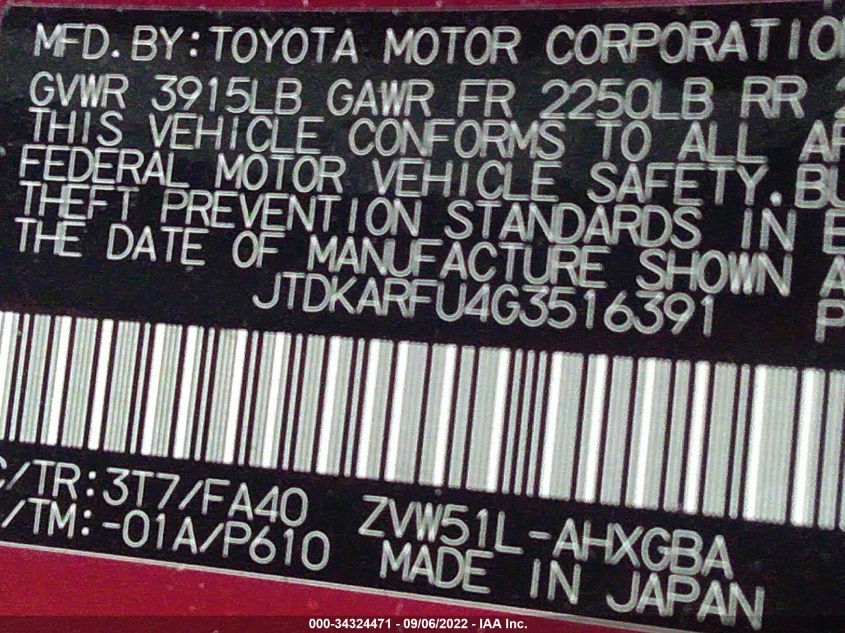 MFD. BY: TOYOTA MOTOR CORPORATIO
GVWR 3915LB GAWR FR 2250LB RR
THIS VEHICLE CONFORMS TO ALL AP
FEDERAL MOTOR VEHICLE SAFETY, BU
THEFT PREVENTION STANDARDS IN E
THE DATE OF MANUFACTURE SHOWN A
JTDKARFU4G3516391 P
C/TR: 3T7/FA40 ZVW51L-AHXGBA
/TM: -01A/P610 MADE IN JAPAN
000-34324471 - 09/06/2022 - IAA Inc.